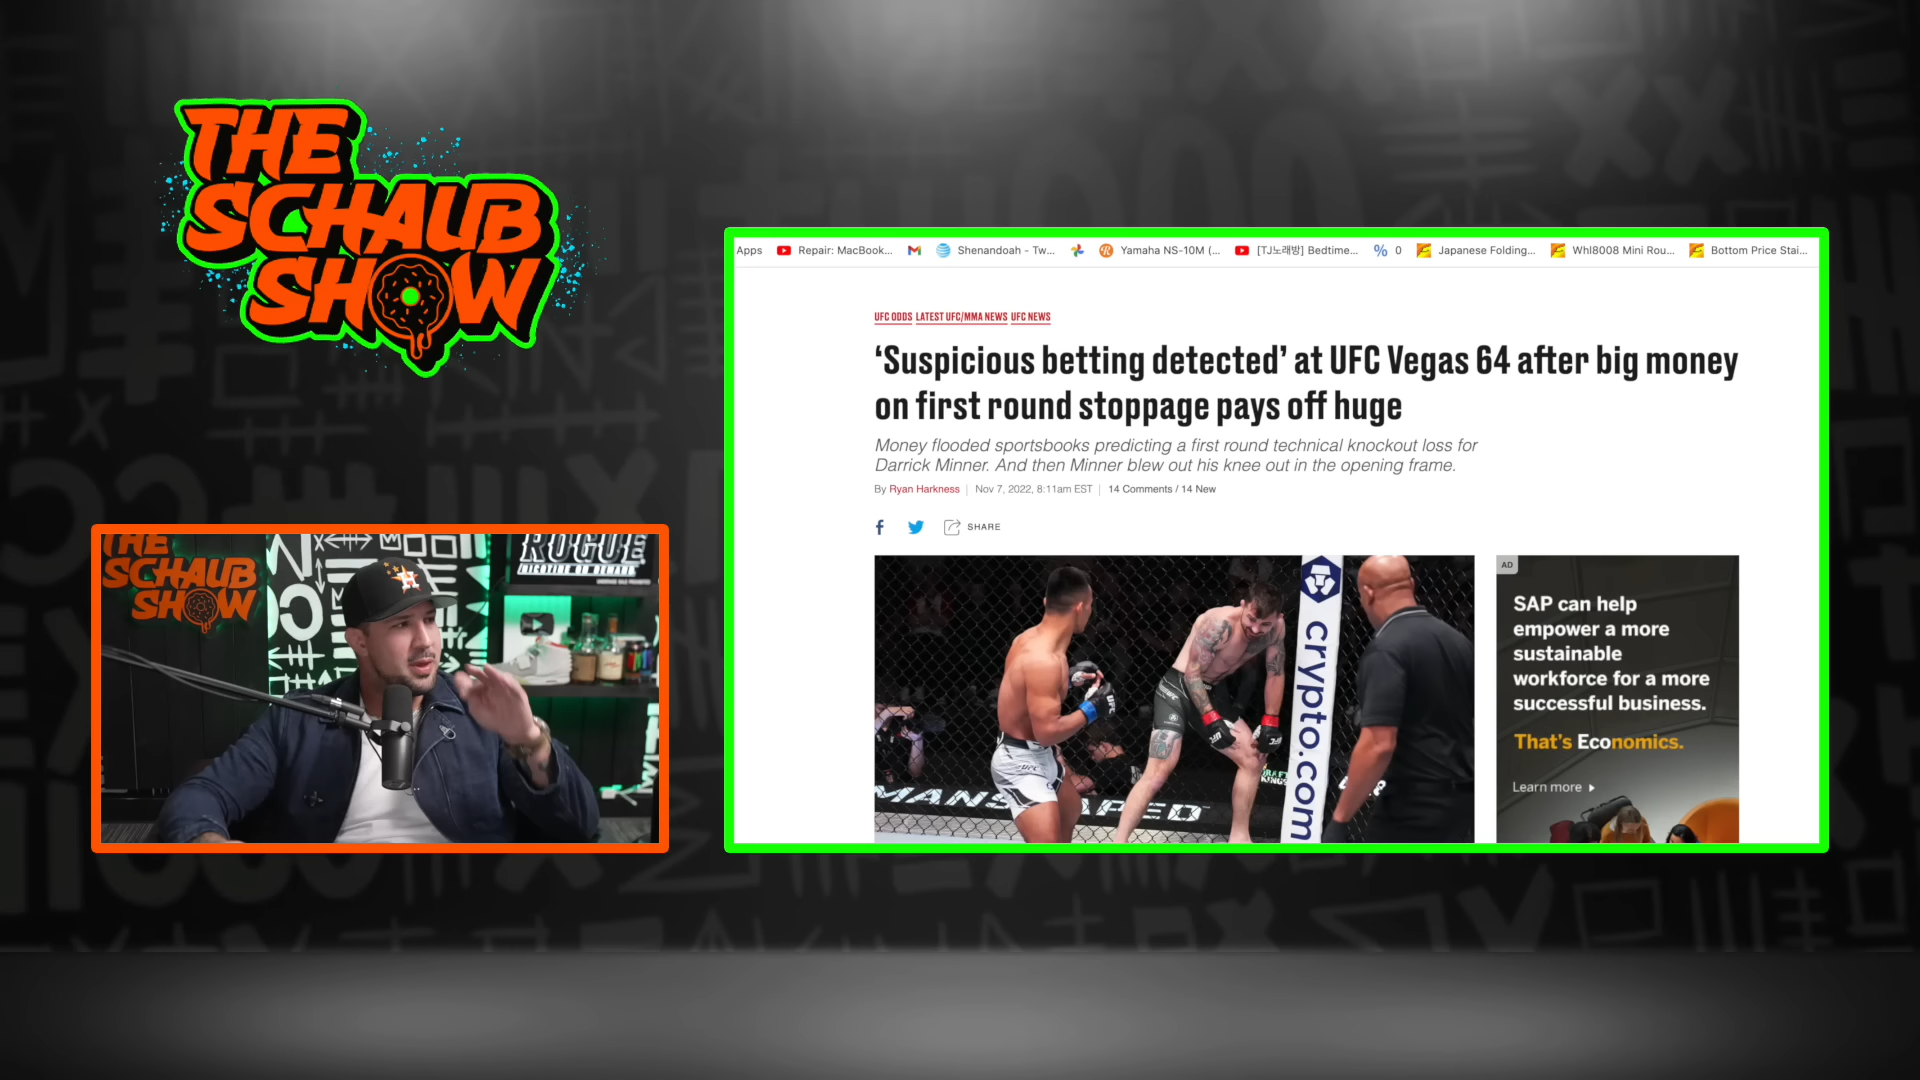 THE
SCHAUB
SHOW
Apps Repair: MacBook... Shenandoah - Tw... Yamaha NS-10M (... [TJ노래방] Bedtime... % 0 Japanese Folding... Whl8008 Mini Rou... Bottom Price Stai...
UFC ODDS LATEST UFC/MMA NEWS UFC NEWS
‘Suspicious betting detected’ at UFC Vegas 64 after big money
on first round stoppage pays off huge
Money flooded sportsbooks predicting a first round technical knockout loss for
Darrick Minner. And then Minner blew out his knee out in the opening frame.
By Ryan Harkness | Nov 7, 2022, 8:11am EST | 14 Comments / 14 New
SHARE
AD
SAP can help
empower a more
sustainable
workforce for a more
successful business.
That's Economics.
Learn more
crypto.com
MANSCAPED
DRAFT
KINGS
UFC
THE
SCHAUB
SHOW
ROGUE
H